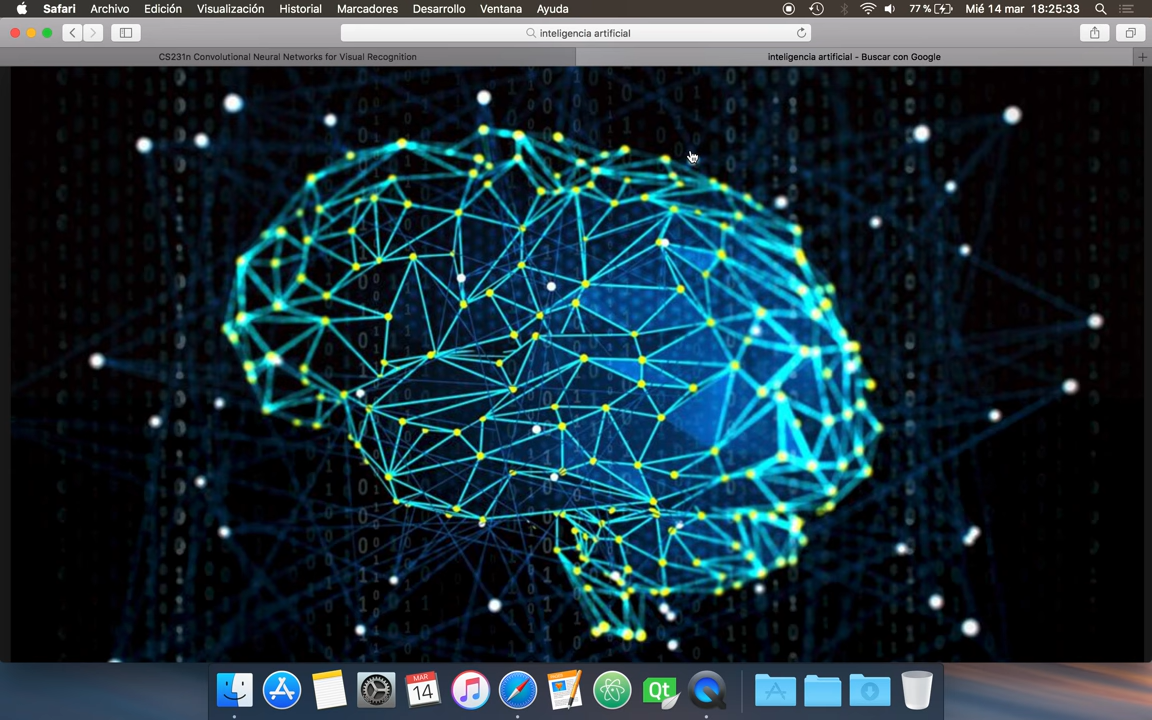 Safari Archivo Edición Visualización Historial Marcadores Desarrollo Ventana Ayuda 77 % Mié 14 mar 18:25:33
inteligencia artificial
CS231n Convolutional Neural Networks for Visual Recognition inteligencia artificial - Buscar con Google
MAR
14
Qt